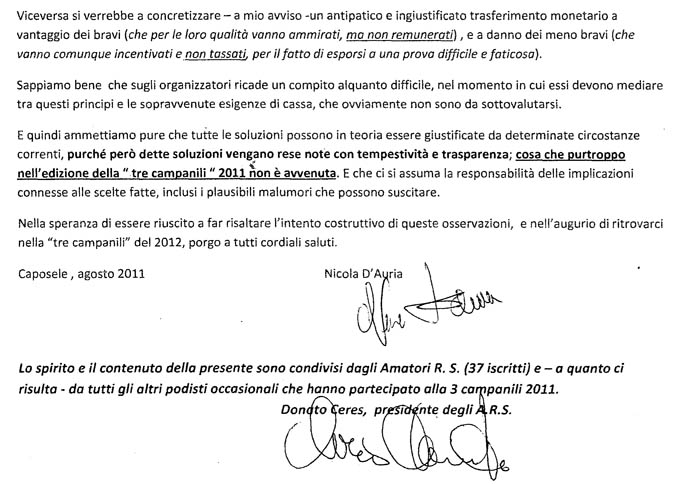 Viceversa si verrebbe a concretizzare – a mio avviso -un antipatico e ingiustificato trasferimento monetario a
vantaggio dei bravi (che per le loro qualità vanno ammirati, ma non remunerati) , e a danno dei meno bravi (che
vanno comunque incentivati e non tassati, per il fatto di esporsi a una prova difficile e faticosa).
Sappiamo bene che sugli organizzatori ricade un compito alquanto difficile, nel momento in cui essi devono mediare
tra questi principi e le sopravvenute esigenze di cassa, che ovviamente non sono da sottovalutarsi.
E quindi ammettiamo pure che tutte le soluzioni possono in teoria essere giustificate da determinate circostanze
correnti, purché però dette soluzioni vengano rese note con tempestività e trasparenza; cosa che purtroppo
nell'edizione della " tre campanili " 2011 non è avvenuta. E che ci si assuma la responsabilità delle implicazioni
connesse alle scelte fatte, inclusi i plausibili malumori che possono suscitare.
Nella speranza di essere riuscito a far risaltare l'intento costruttivo di queste osservazioni, e nell'augurio di ritrovarci
nella "tre campanili" del 2012, porgo a tutti cordiali saluti.
Caposele , agosto 2011 Nicola D'Auria
Lo spirito e il contenuto della presente sono condivisi dagli Amatori R. S. (37 iscritti) e – a quanto ci
risulta - da tutti gli altri podisti occasionali che hanno partecipato alla 3 campanili 2011.
Donato Ceres, presidente degli A.R.S.